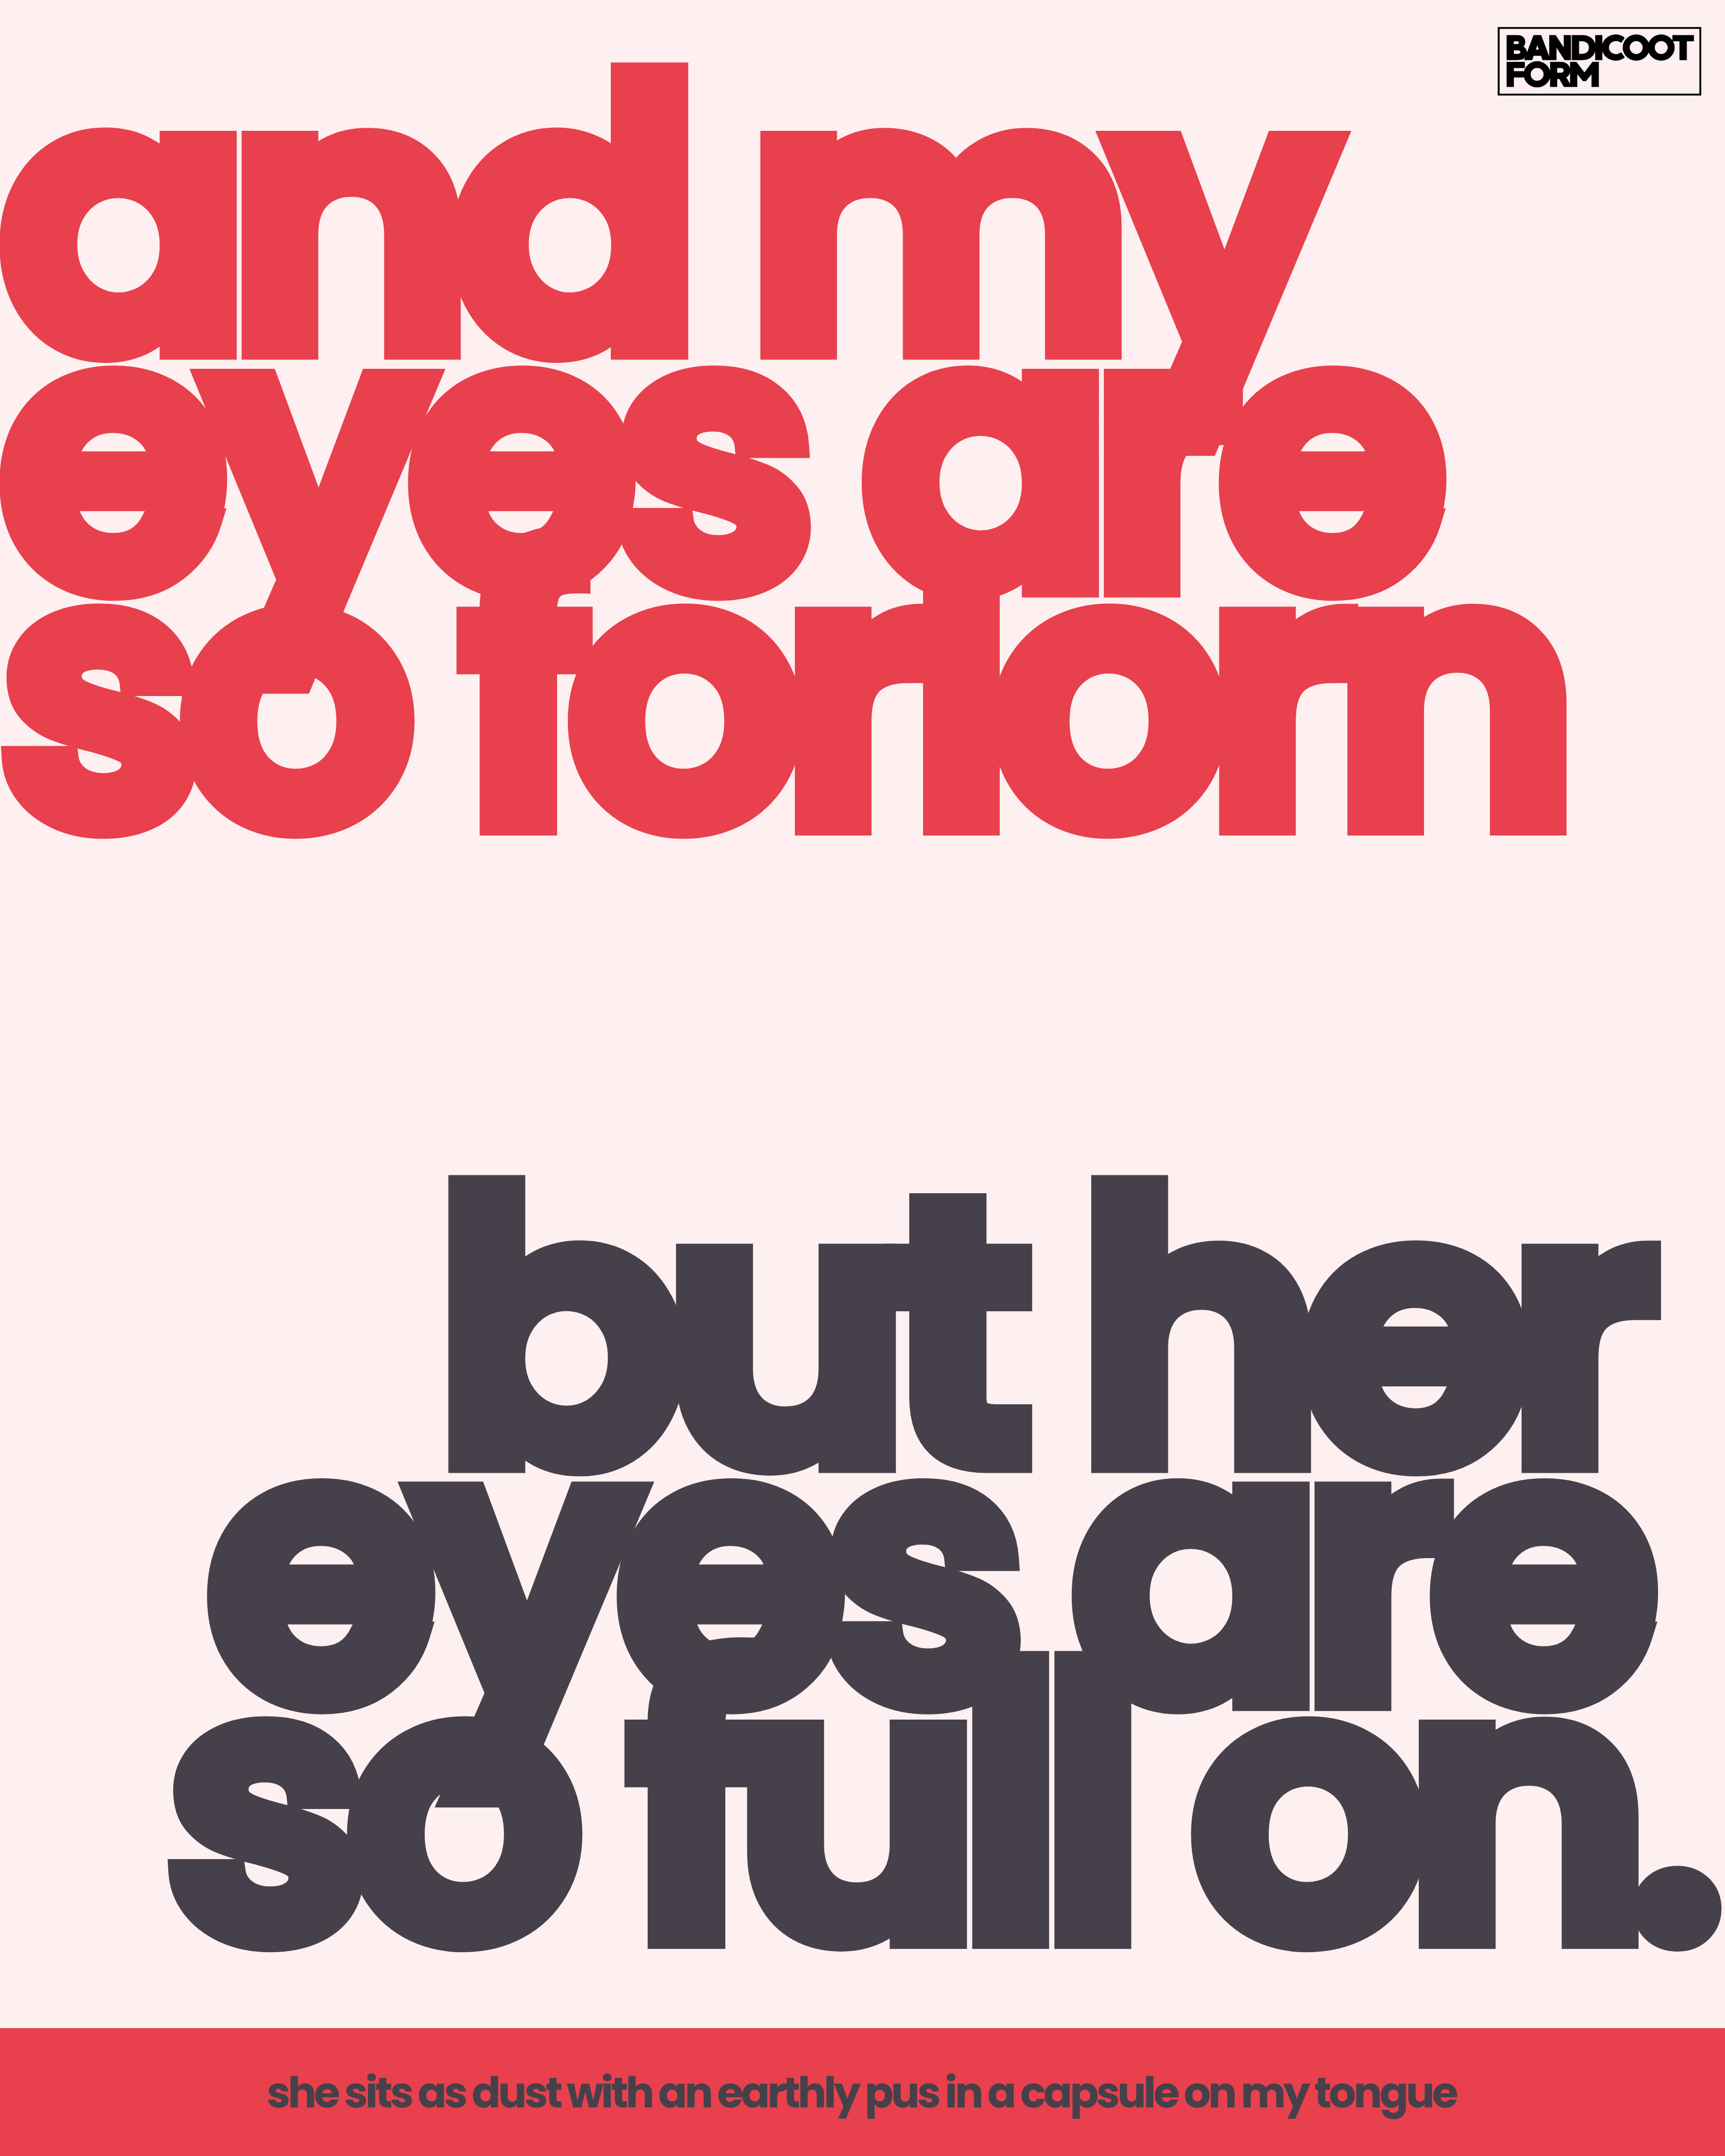 BANDICOOT
FORM
and my
eyes are
so forlorn
but her
eyes are
so full on.
she sits as dust with an earthly pus in a capsule on my tongue